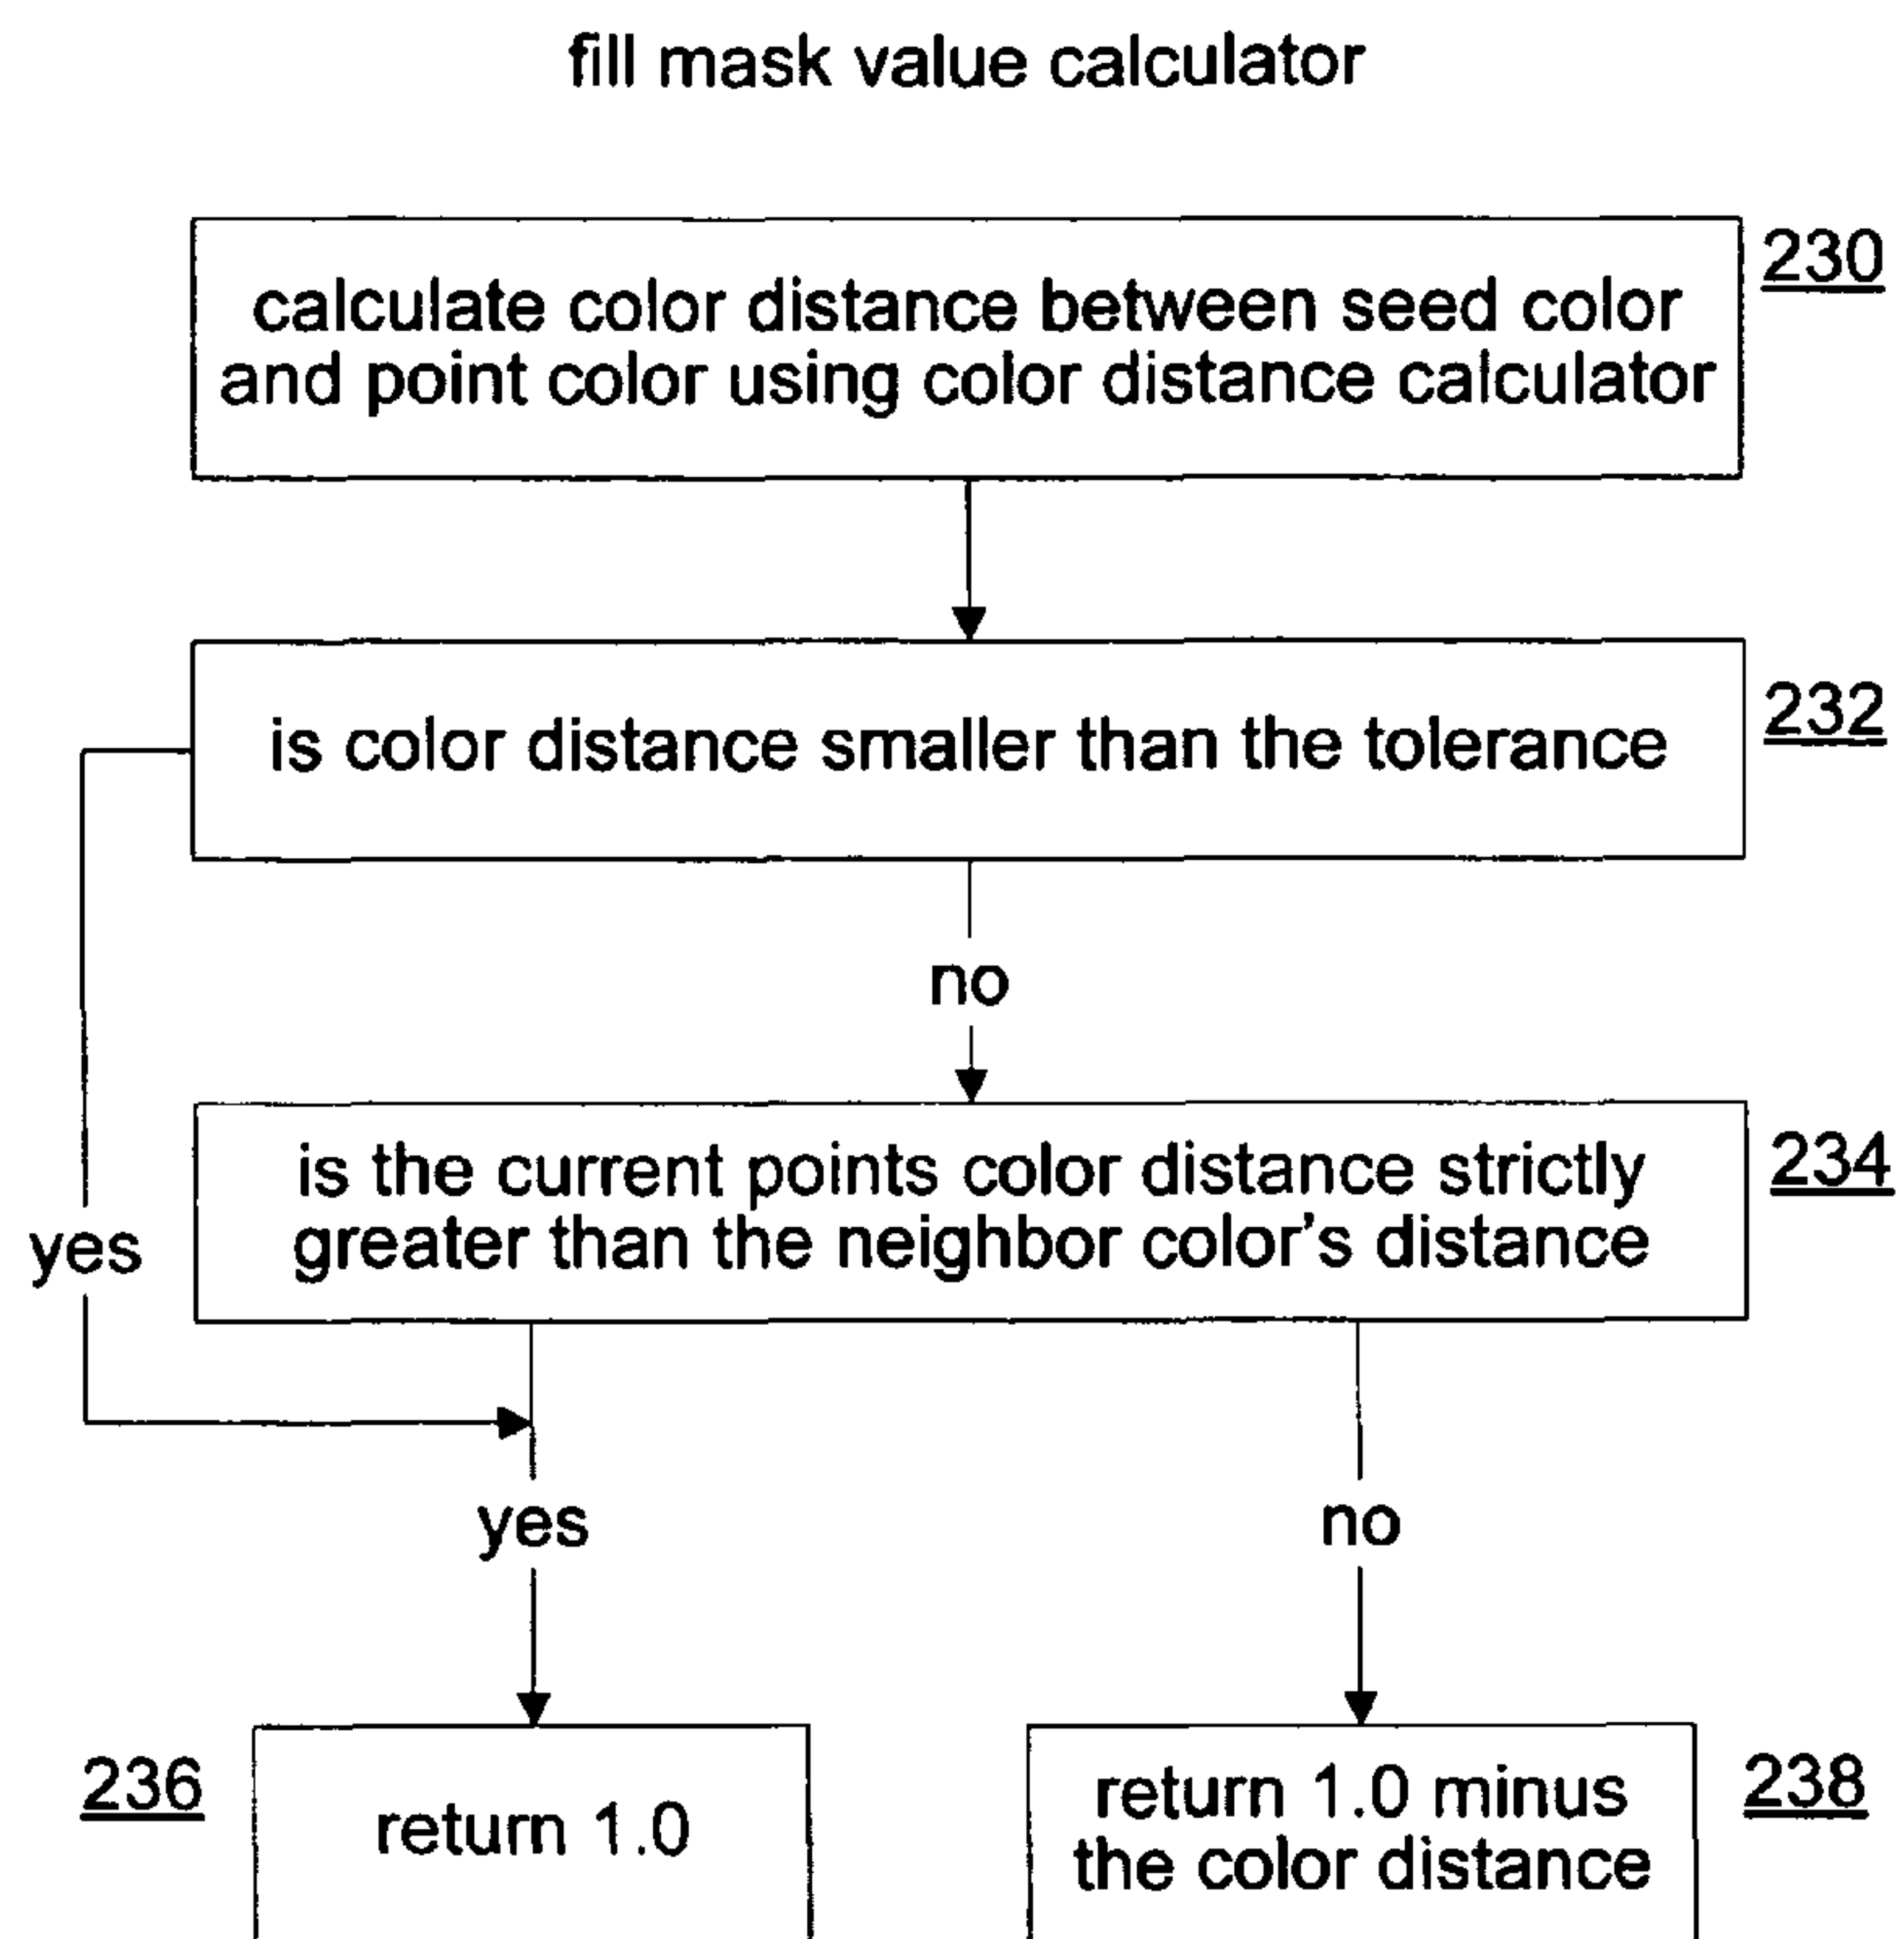 fill mask value calculator
230
calculate color distance between seed color
and point color using color distance calculator
232
is color distance smaller than the tolerance
no
234
is the current points color distance strictly
greater than the neighbor color's distance
yes
yes
no
236
return 1.0
238
return 1.0 minus
the color distance